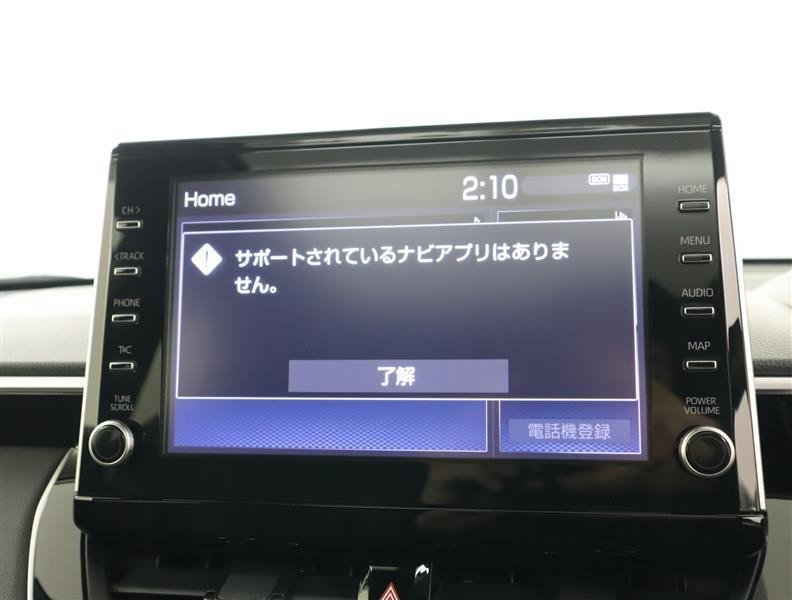 Home
2:10
サポートされているナビアプリはありま
せん。
了解
電話機登録
CH >
< TRACK
PHONE
T&C
TUNE
SCROLL
HOME
MENU
AUDIO
MAP
POWER
VOLUME